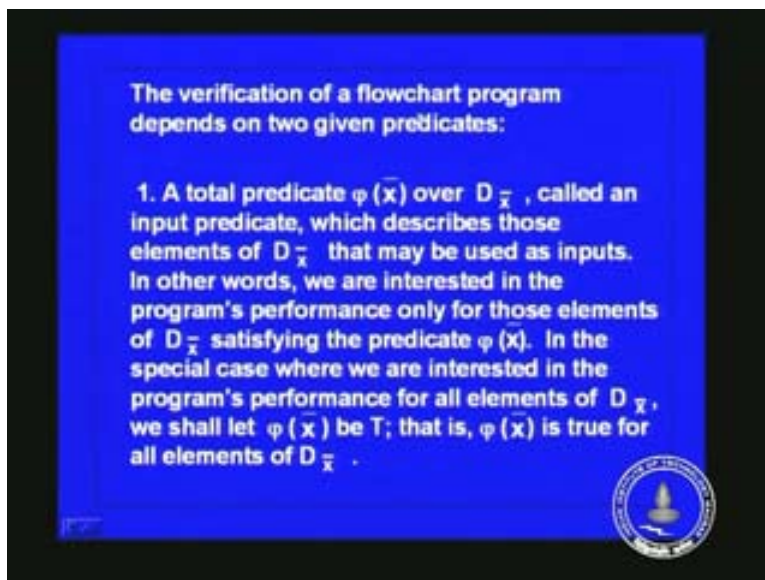 The verification of a flowchart program
depends on two given predicates:
1. A total predicate φ (x̄) over D x̄ , called an
input predicate, which describes those
elements of D x̄ that may be used as inputs.
In other words, we are interested in the
program's performance only for those elements
of D x̄ satisfying the predicate φ (x̄). In the
special case where we are interested in the
program's performance for all elements of D x̄ ,
we shall let φ ( x̄ ) be T; that is, φ (x̄) is true for
all elements of D x̄ .